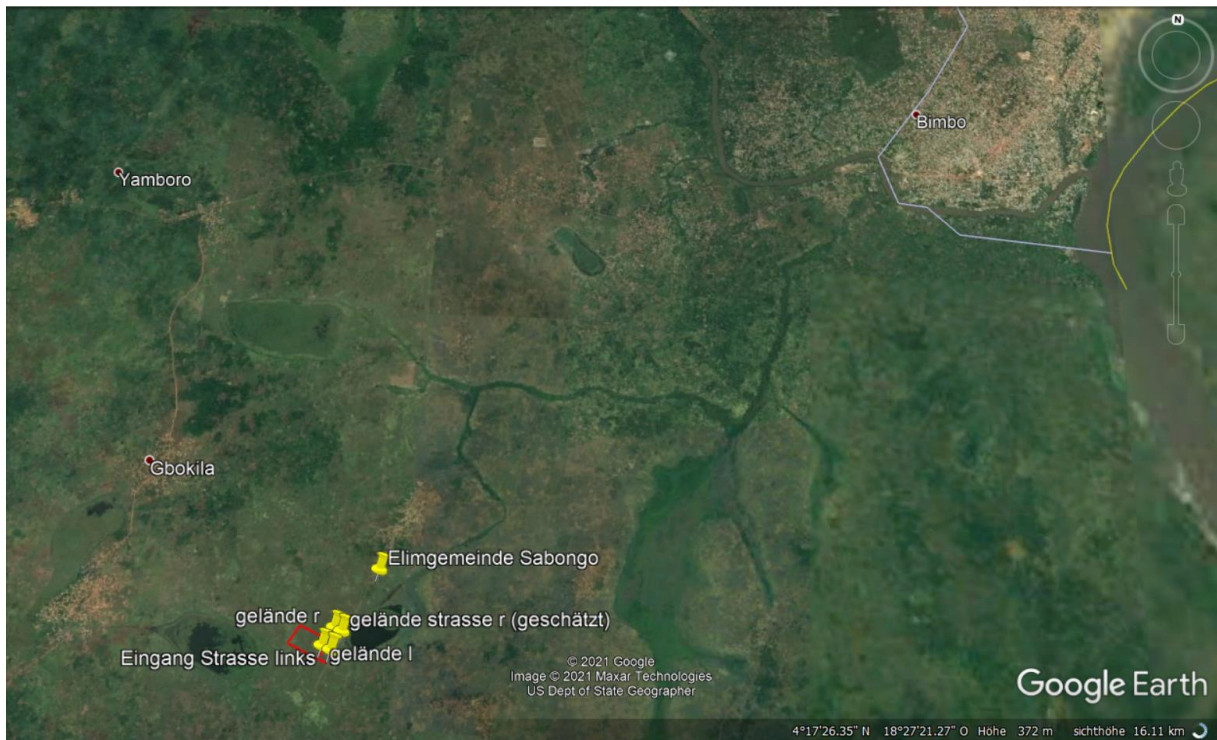 N
Bimbo
Yamboro
Gbokila
Elimgemeinde Sabongo
gelände r
gelände strasse r (geschätzt)
Eingang Strasse links
gelände l
© 2021 Google
Image © 2021 Maxar Technologies
US Dept of State Geographer
Google Earth
4°17'26.35" N 18°27'21.27" O Höhe 372 m sichthöhe 16.11 km